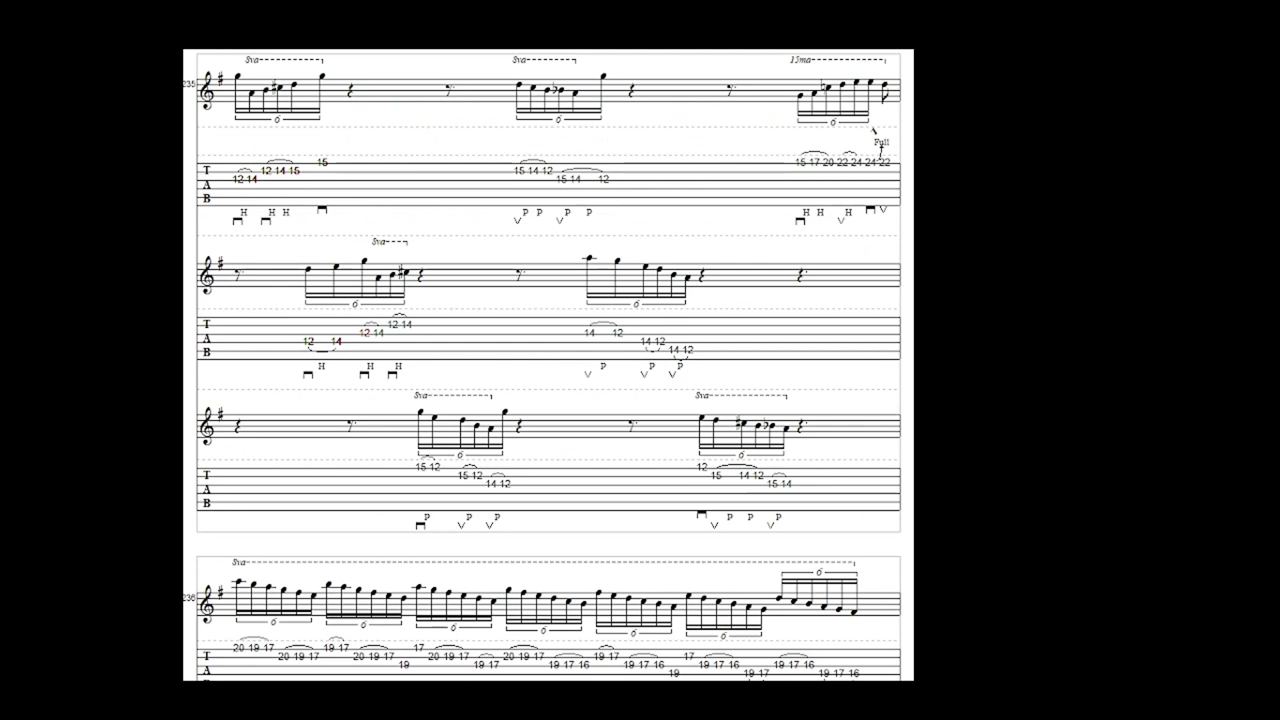 8va 8va 15ma
235
6 6 6
Full
15 15 15 17 20 22 24 24 22
T 12 14 15 15 14 12
A 12 14 15 14 12
B
H H H P P P P H H H
8va
6 6
T 12 14
A 12 14 14 12
B 12 14 14 12
14 12
H H H P P P
8va 8va
6 6
15 12 12
T 15 12 15 14 12
A 14 12 15 14
B
P P P P P P
8va
236
6
6 6 6 6 6 6
20 19 17 19 17 17
T 20 19 17 20 19 17 20 19 17 20 19 17 19 17 17
A 19 19 17 19 17 16 19 17 16 19 17 16 19 17 16
19 19 17 19 17 16